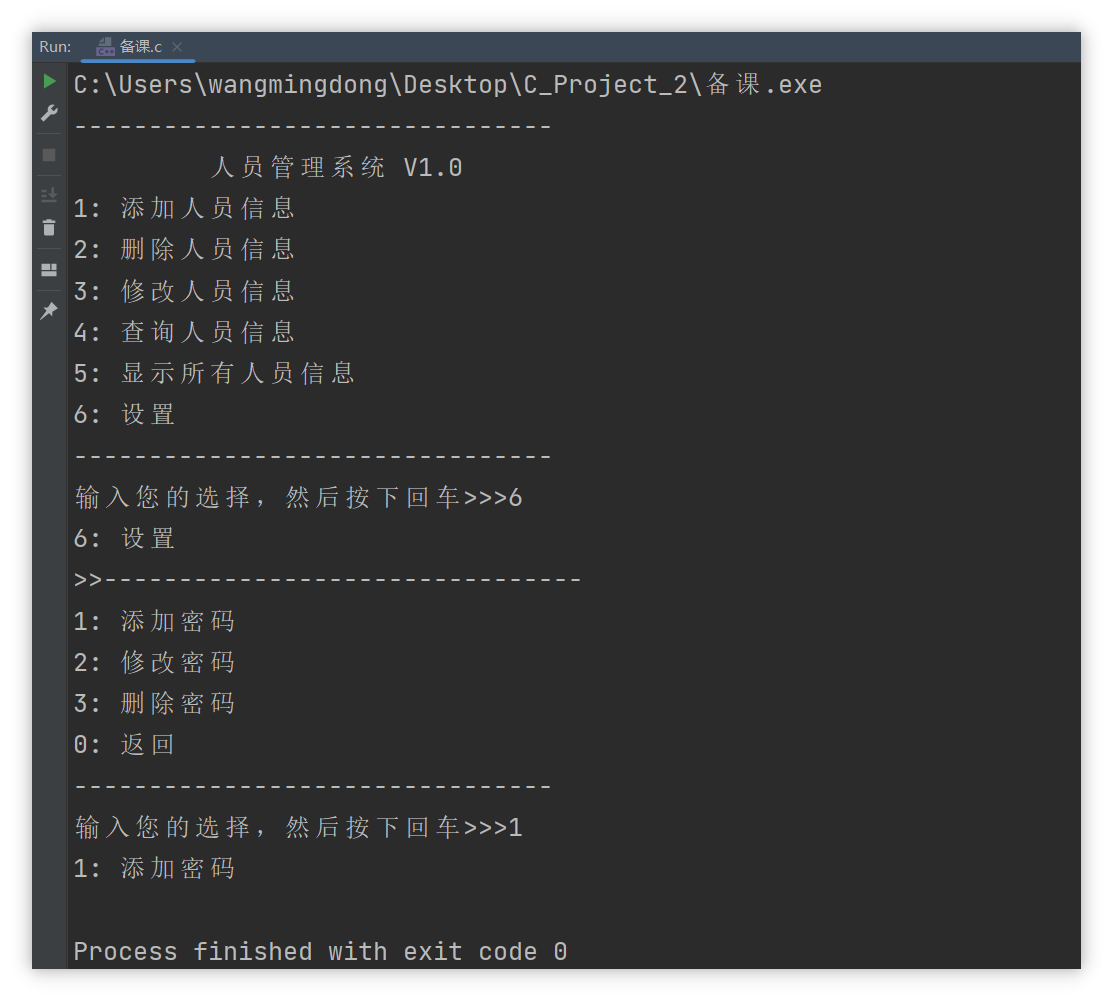 Run: 备课.c
C:\Users\wangmingdong\Desktop\C_Project_2\备课.exe
--------------------------------
人员管理系统 V1.0
1: 添加人员信息
2: 删除人员信息
3: 修改人员信息
4: 查询人员信息
5: 显示所有人员信息
6: 设置
--------------------------------
输入您的选择，然后按下回车>>>6
6: 设置
>>--------------------------------
1: 添加密码
2: 修改密码
3: 删除密码
0: 返回
--------------------------------
输入您的选择，然后按下回车>>>1
1: 添加密码
Process finished with exit code 0